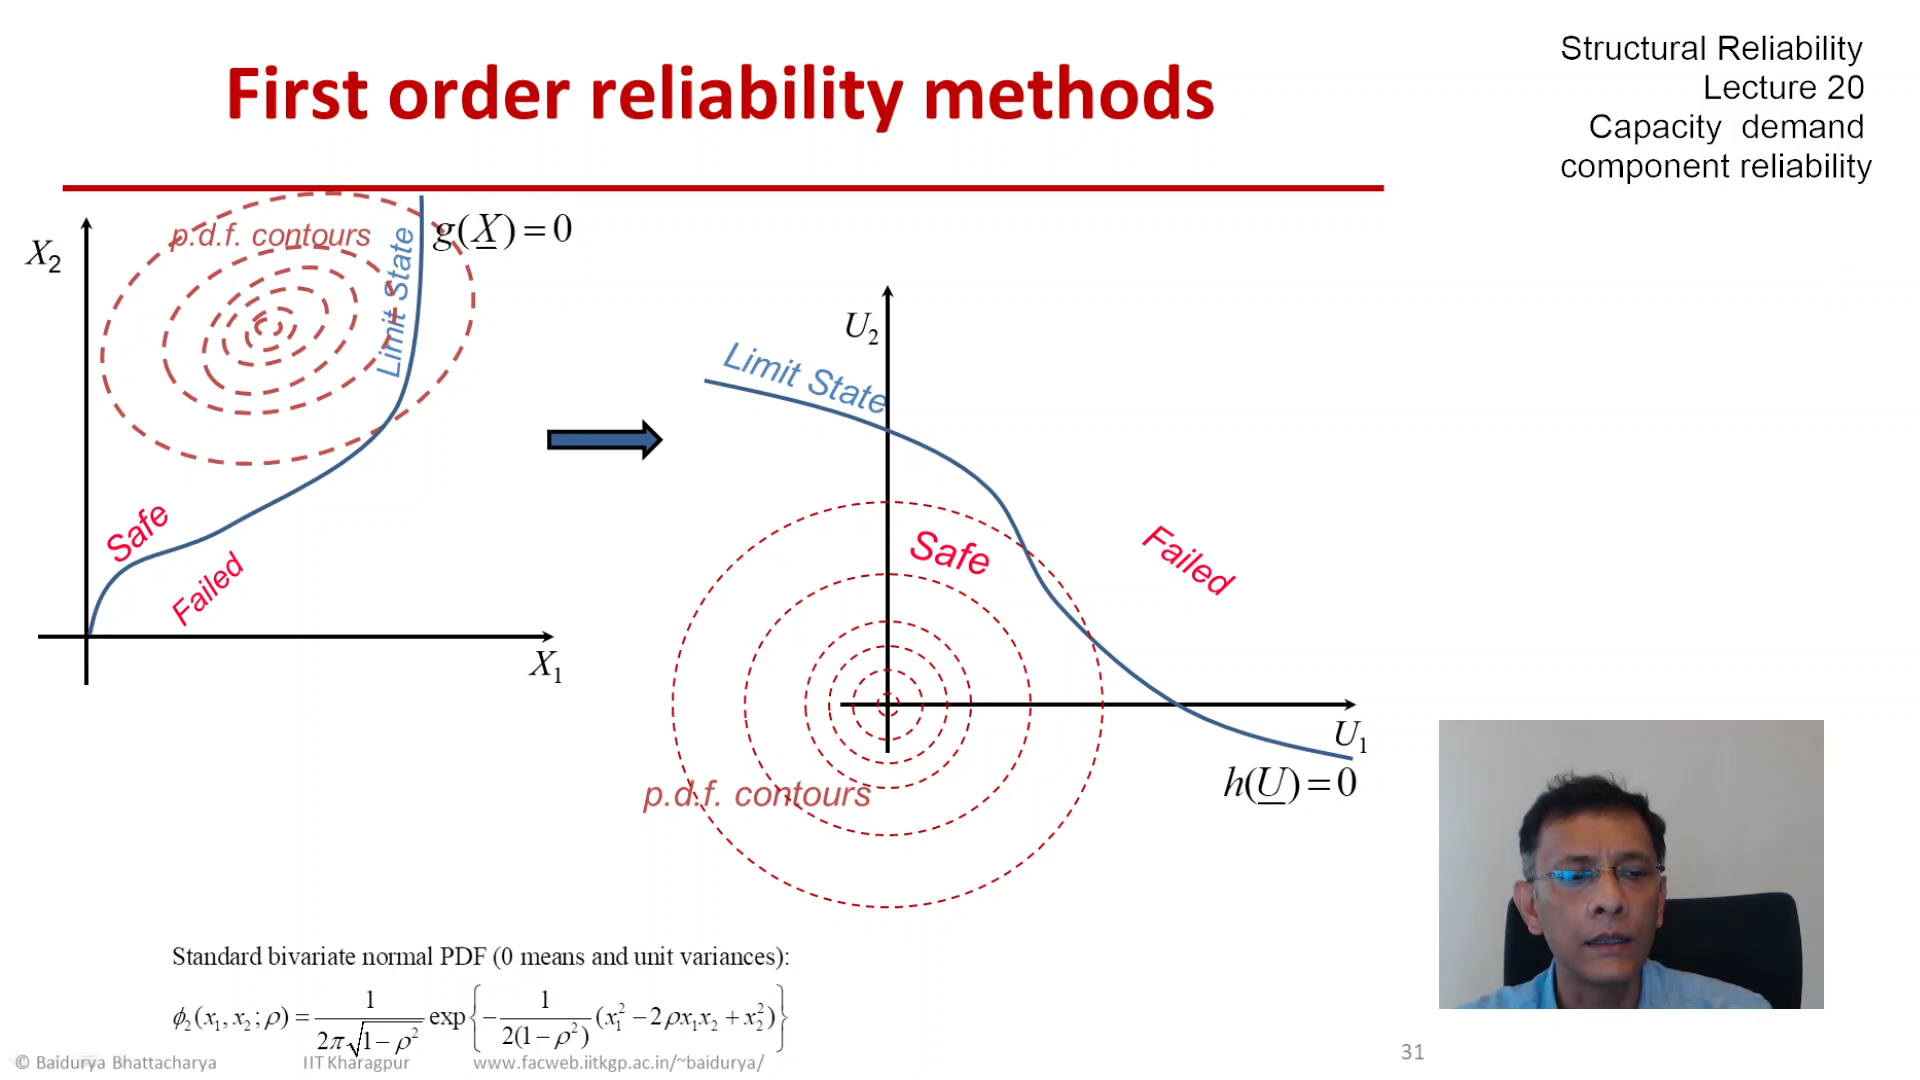 First order reliability methods
Structural Reliability
Lecture 20
Capacity demand
component reliability
X₂
p.d.f. contours
Limit State
g(X) = 0
Safe
Failed
X₁
U₂
Limit State
Safe
Failed
U₁
h(U) = 0
p.d.f. contours
Standard bivariate normal PDF (0 means and unit variances):
ϕ₂(x₁, x₂; ρ) = 1/(2π√(1−ρ²)) exp{−1/(2(1−ρ²)) (x₁² − 2ρx₁x₂ + x₂²)}
© Baidurya Bhattacharya IIT Kharagpur www.facweb.iitkgp.ac.in/~baidurya/
31